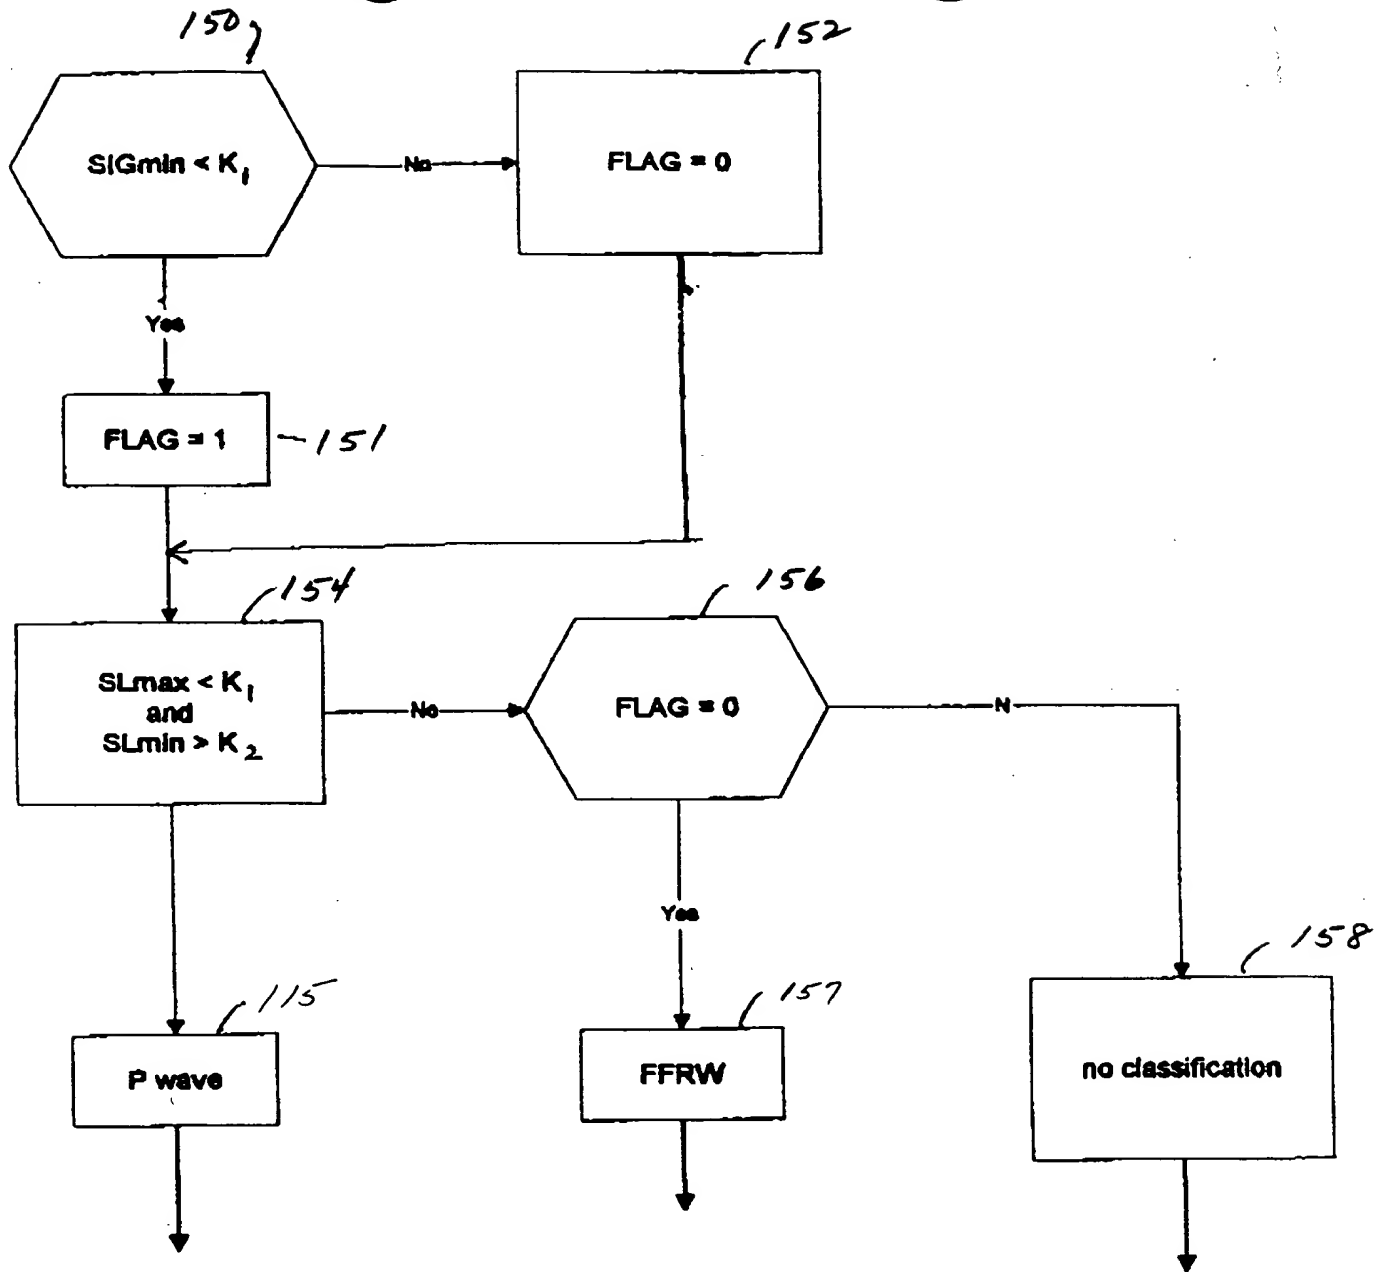 150
152
SIGmin < K₁
No
FLAG = 0
Yes
FLAG = 1
151
154
156
SLmax < K₁
and
SLmin > K₂
No
FLAG = 0
N
Yes
158
115
157
P wave
FFRW
no classification